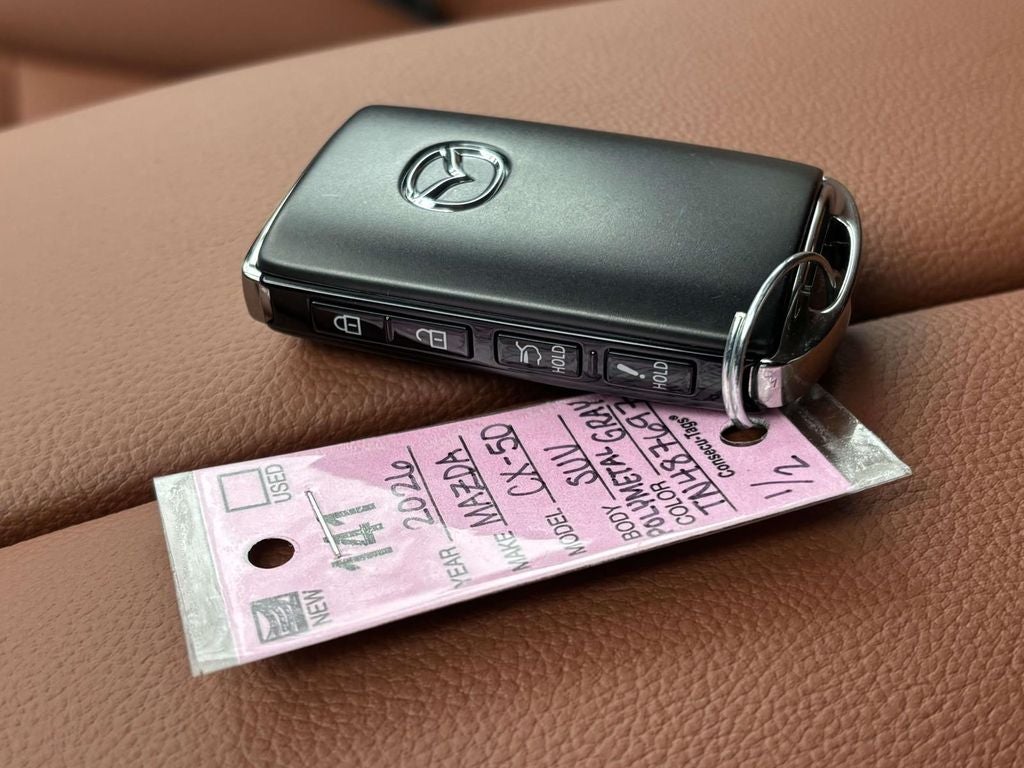 HOLD
HOLD
USED
NEW
141
2026
YEAR
MAZDA
MAKE
CX-50
MODEL
SUV
BODY
POLYMETAL GRAY
COLOR
TN487697
Consecu-Tags®
1/2